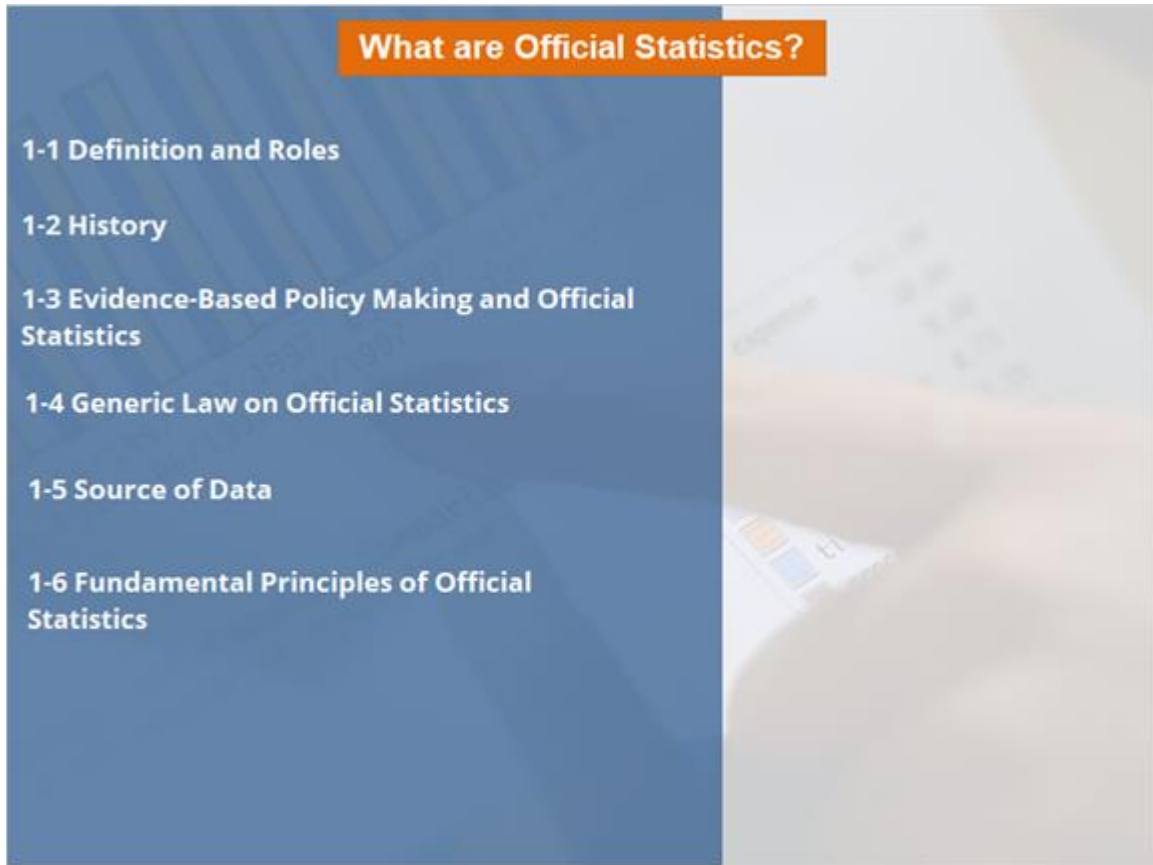 What are Official Statistics?
1-1 Definition and Roles
1-2 History
1-3 Evidence-Based Policy Making and Official
Statistics
1-4 Generic Law on Official Statistics
1-5 Source of Data
1-6 Fundamental Principles of Official
Statistics